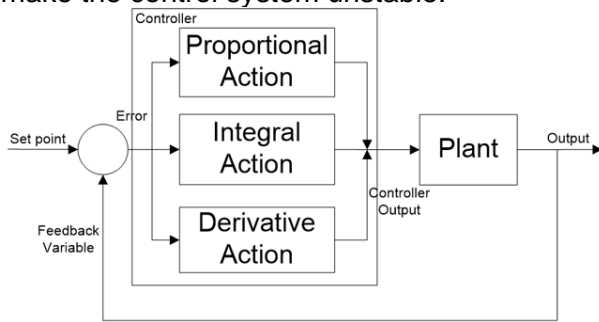 make the control system unstable.
Controller
Proportional
Action
Error
Set point
Integral
Action
Plant
Output
Controller
Output
Feedback
Variable
Derivative
Action